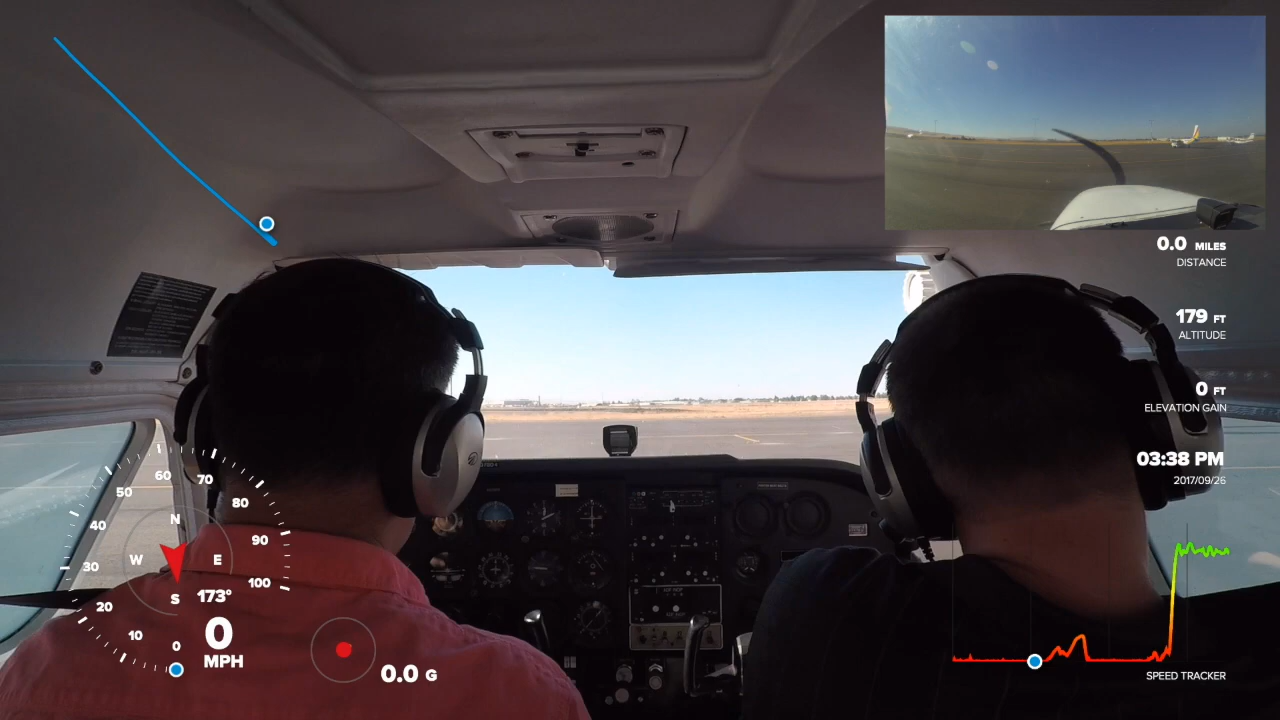 0.0 MILES
DISTANCE
179 FT
ALTITUDE
0 FT
ELEVATION GAIN
03:38 PM
2017/09/26
60
70
50
80
40
90
30
100
20
10
0
N
W
E
S
173°
0
MPH
0.0 G
SPEED TRACKER